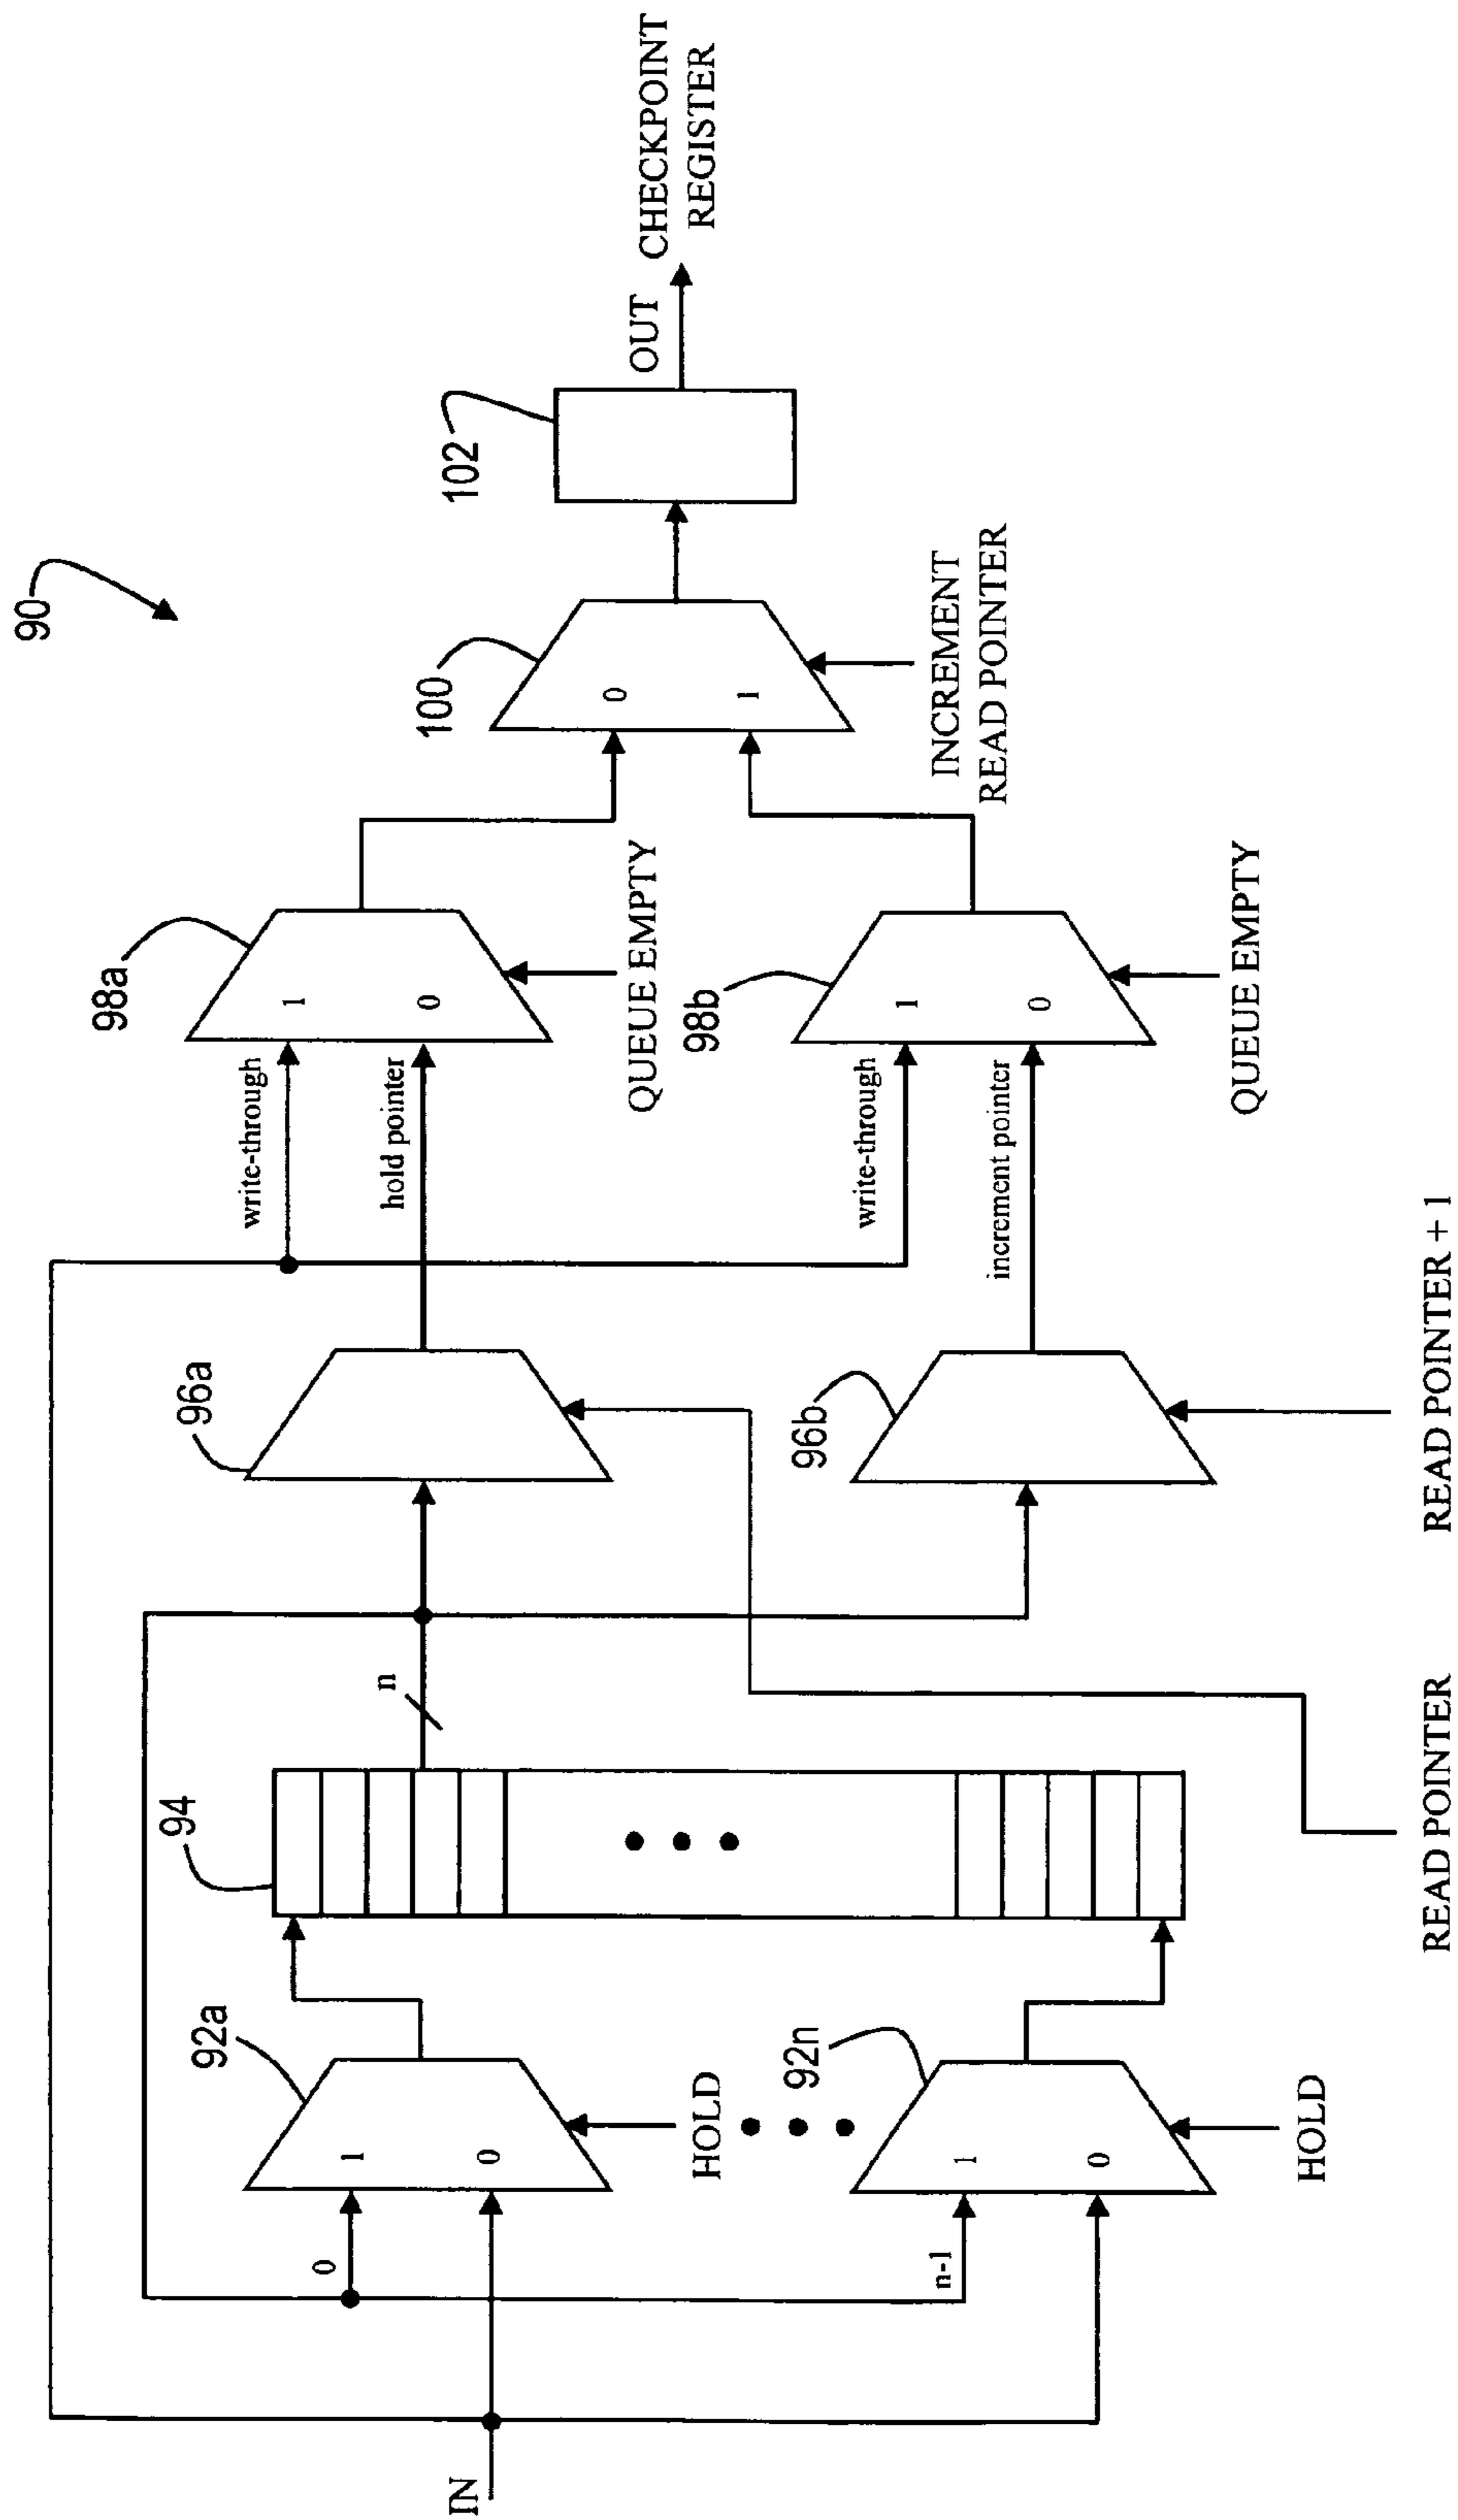 90
IN
0
n-1
92a
1
0
HOLD
92n
1
0
HOLD
94
n
READ POINTER
96a
96b
READ POINTER + 1
write-through
hold pointer
write-through
increment pointer
98a
1
0
QUEUE EMPTY
98b
1
0
QUEUE EMPTY
100
0
1
INCREMENT
READ POINTER
102
OUT
CHECKPOINT
REGISTER